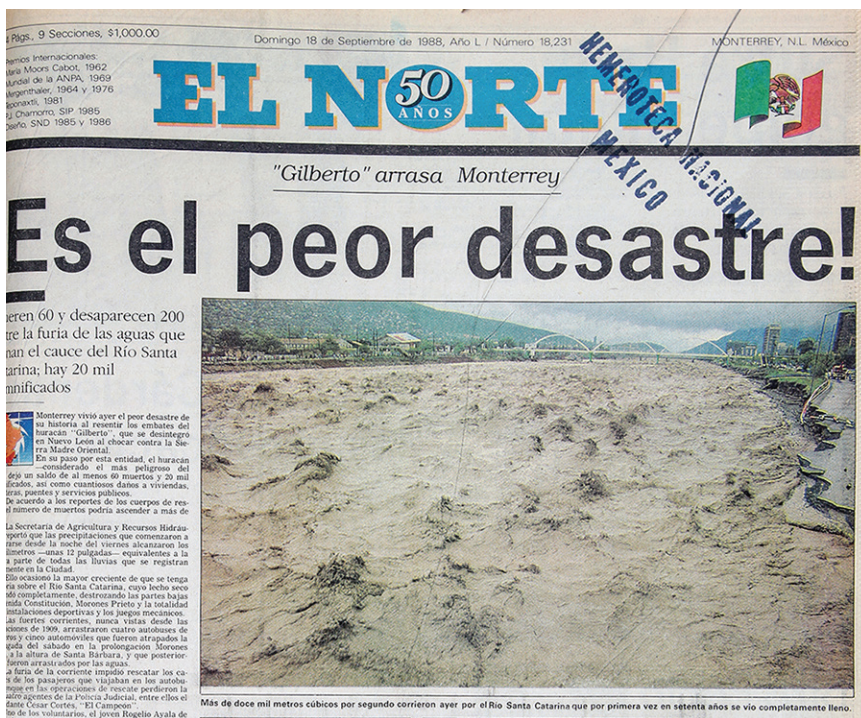 Págs., 9 Secciones, $1,000.00
Domingo 18 de Septiembre de 1988, Año L / Número 18,231
MONTERREY, N.L. México
remios Internacionales:
Maria Moors Cabot, 1962
Mundial de la ANPA, 1969
Mergenthaler, 1964 y 1976
Teponaxtli, 1981
P.J. Chamorro, SIP 1985
Diseño, SND 1985 y 1986
EL NORTE
50
AÑOS
HEMEROTECA NACIONAL
MEXICO
"Gilberto" arrasa Monterrey
Es el peor desastre!
eren 60 y desaparecen 200
tre la furia de las aguas que
nan el cauce del Río Santa
tarina; hay 20 mil
mnificados
Monterrey vivió ayer el peor desastre de
su historia al resentir los embates del
huracán "Gilberto", que se desintegró
en Nuevo León al chocar contra la Sie-
rra Madre Oriental.
En su paso por esta entidad, el huracán
—considerado el más peligroso del
dejó un saldo de al menos 60 muertos y 20 mil
ificados, así como cuantiosos daños a viviendas,
teras, puentes y servicios públicos.
De acuerdo a los reportes de los cuerpos de res-
el número de muertos podría ascender a más de
La Secretaría de Agricultura y Recursos Hidráu-
reportó que las precipitaciones que comenzaron a
rarse desde la noche del viernes alcanzaron los
ilímetros —unas 12 pulgadas— equivalentes a la
a parte de todas las lluvias que se registran
mente en la Ciudad.
Ello ocasionó la mayor creciente de que se tenga
ria sobre el Río Santa Catarina, cuyo lecho seco
ndó completamente, destrozando las partes bajas
enida Constitución, Morones Prieto y la totalidad
instalaciones deportivas y los juegos mecánicos.
Las fuertes corrientes, nunca vistas desde las
ciones de 1909, arrastraron cuatro autobuses de
ros y cinco automóviles que fueron atrapados la
gada del sábado en la prolongación Morones
, a la altura de Santa Bárbara, y que posterior-
fueron arrastrados por las aguas.
a furia de la corriente impidió rescatar los ca-
s de los pasajeros que viajaban en los autobu-
nque en las operaciones de rescate perdieron la
uatro agentes de la Policía Judicial, entre ellos el
dante César Cortés, "El Campeón".
no de los voluntarios, el joven Rogelio Ayala de
Más de doce mil metros cúbicos por segundo corrieron ayer por el Río Santa Catarina que por primera vez en setenta años se vio completamente lleno.